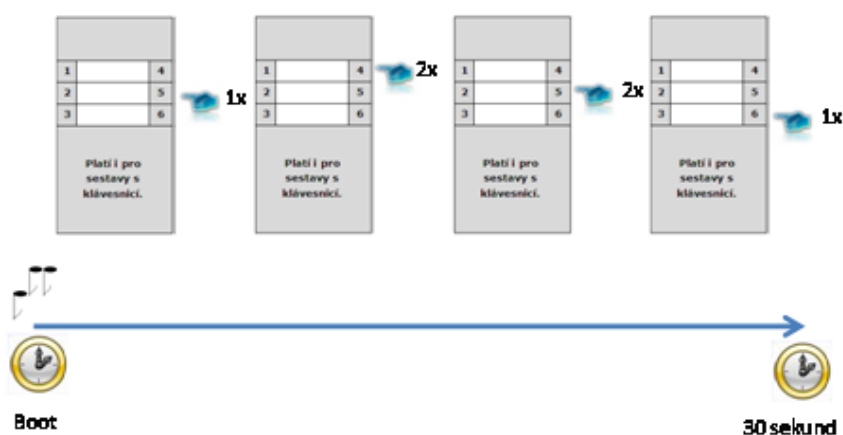 1 4
2 5
3 6
Platí i pro
sestavy s
klávesnicí.
1x
1 4
2 5
3 6
Platí i pro
sestavy s
klávesnicí.
2x
1 4
2 5
3 6
Platí i pro
sestavy s
klávesnicí.
2x
1 4
2 5
3 6
Platí i pro
sestavy s
klávesnicí.
1x
Boot
30 sekund